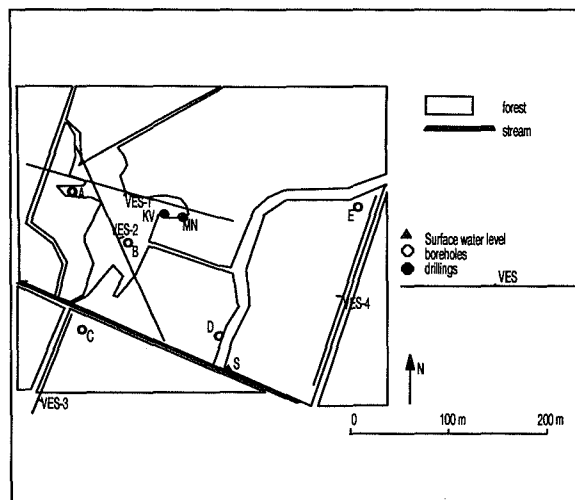 forest
stream
A
VES-1
KV
MN
E
VES-2
B
Surface water level
boreholes
drillings
VES
VES-4
D
C
S
N
VES-3
0
100 m
200 m